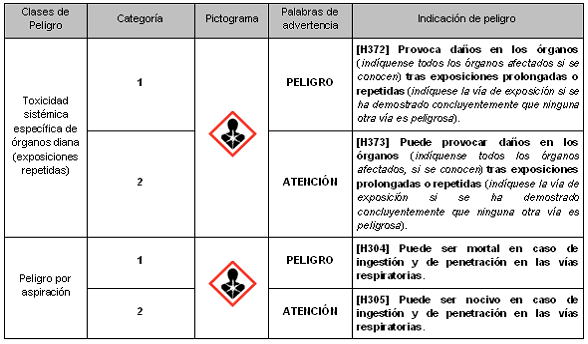 Clases de
Peligro
Categoría
Pictograma
Palabras de
advertencia
Indicación de peligro
Toxicidad
sistémica
específica de
órganos diana
(exposiciones
repetidas)
1
PELIGRO
[H372] Provoca daños en los órganos
(indíquense todos los órganos afectados si se
conocen) tras exposiciones prolongadas o
repetidas (indíquese la vía de exposición si se
ha demostrado concluyentemente que ninguna
otra vía es peligrosa).
2
ATENCIÓN
[H373] Puede provocar daños en los
órganos (indíquense todos los órganos
afectados, si se conocen) tras exposiciones
prolongadas o repetidas (indíquese la vía de
exposición si se ha demostrado
concluyentemente que ninguna otra vía es
peligrosa).
Peligro por
aspiración
1
PELIGRO
[H304] Puede ser mortal en caso de
ingestión y de penetración en las vías
respiratorias.
2
ATENCIÓN
[H305] Puede ser nocivo en caso de
ingestión y de penetración en las vías
respiratorias.